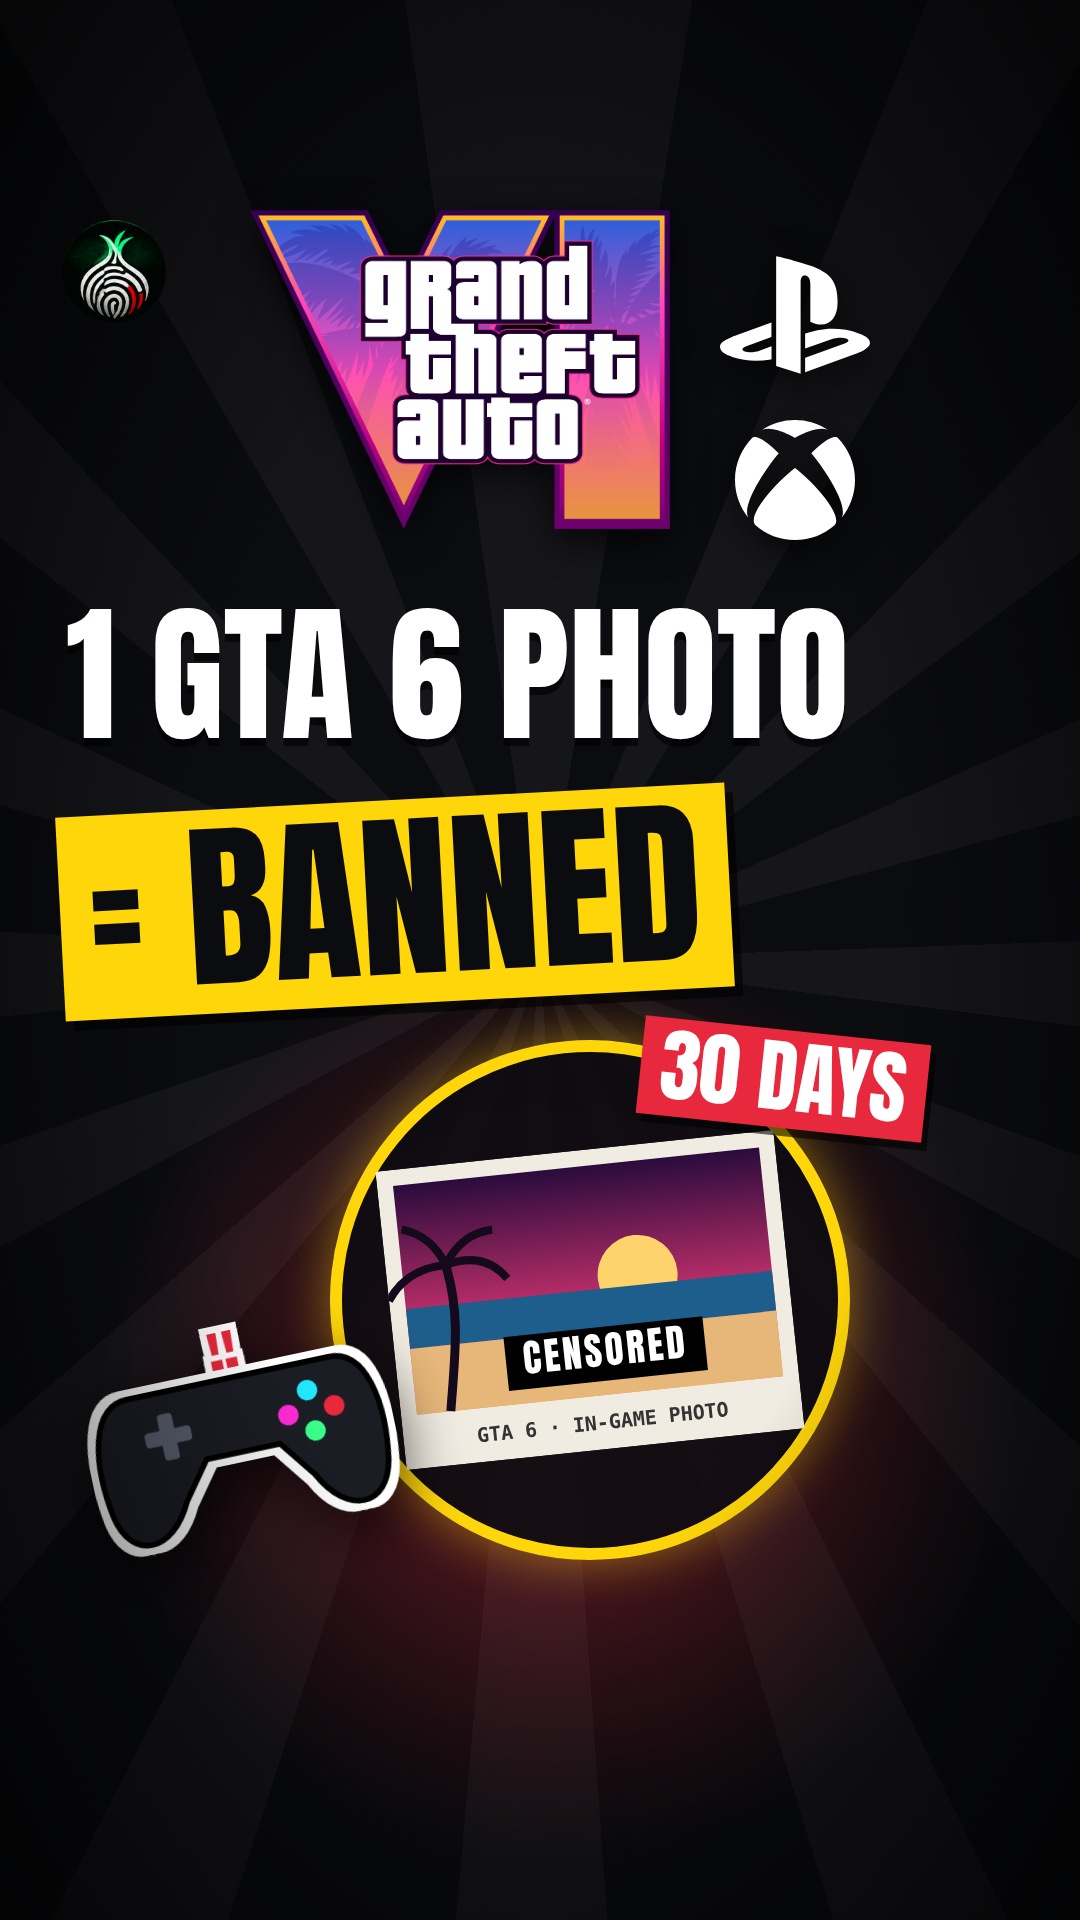 grand
theft
auto
1 GTA 6 PHOTO
= BANNED
30 DAYS
CENSORED
GTA 6 · IN-GAME PHOTO